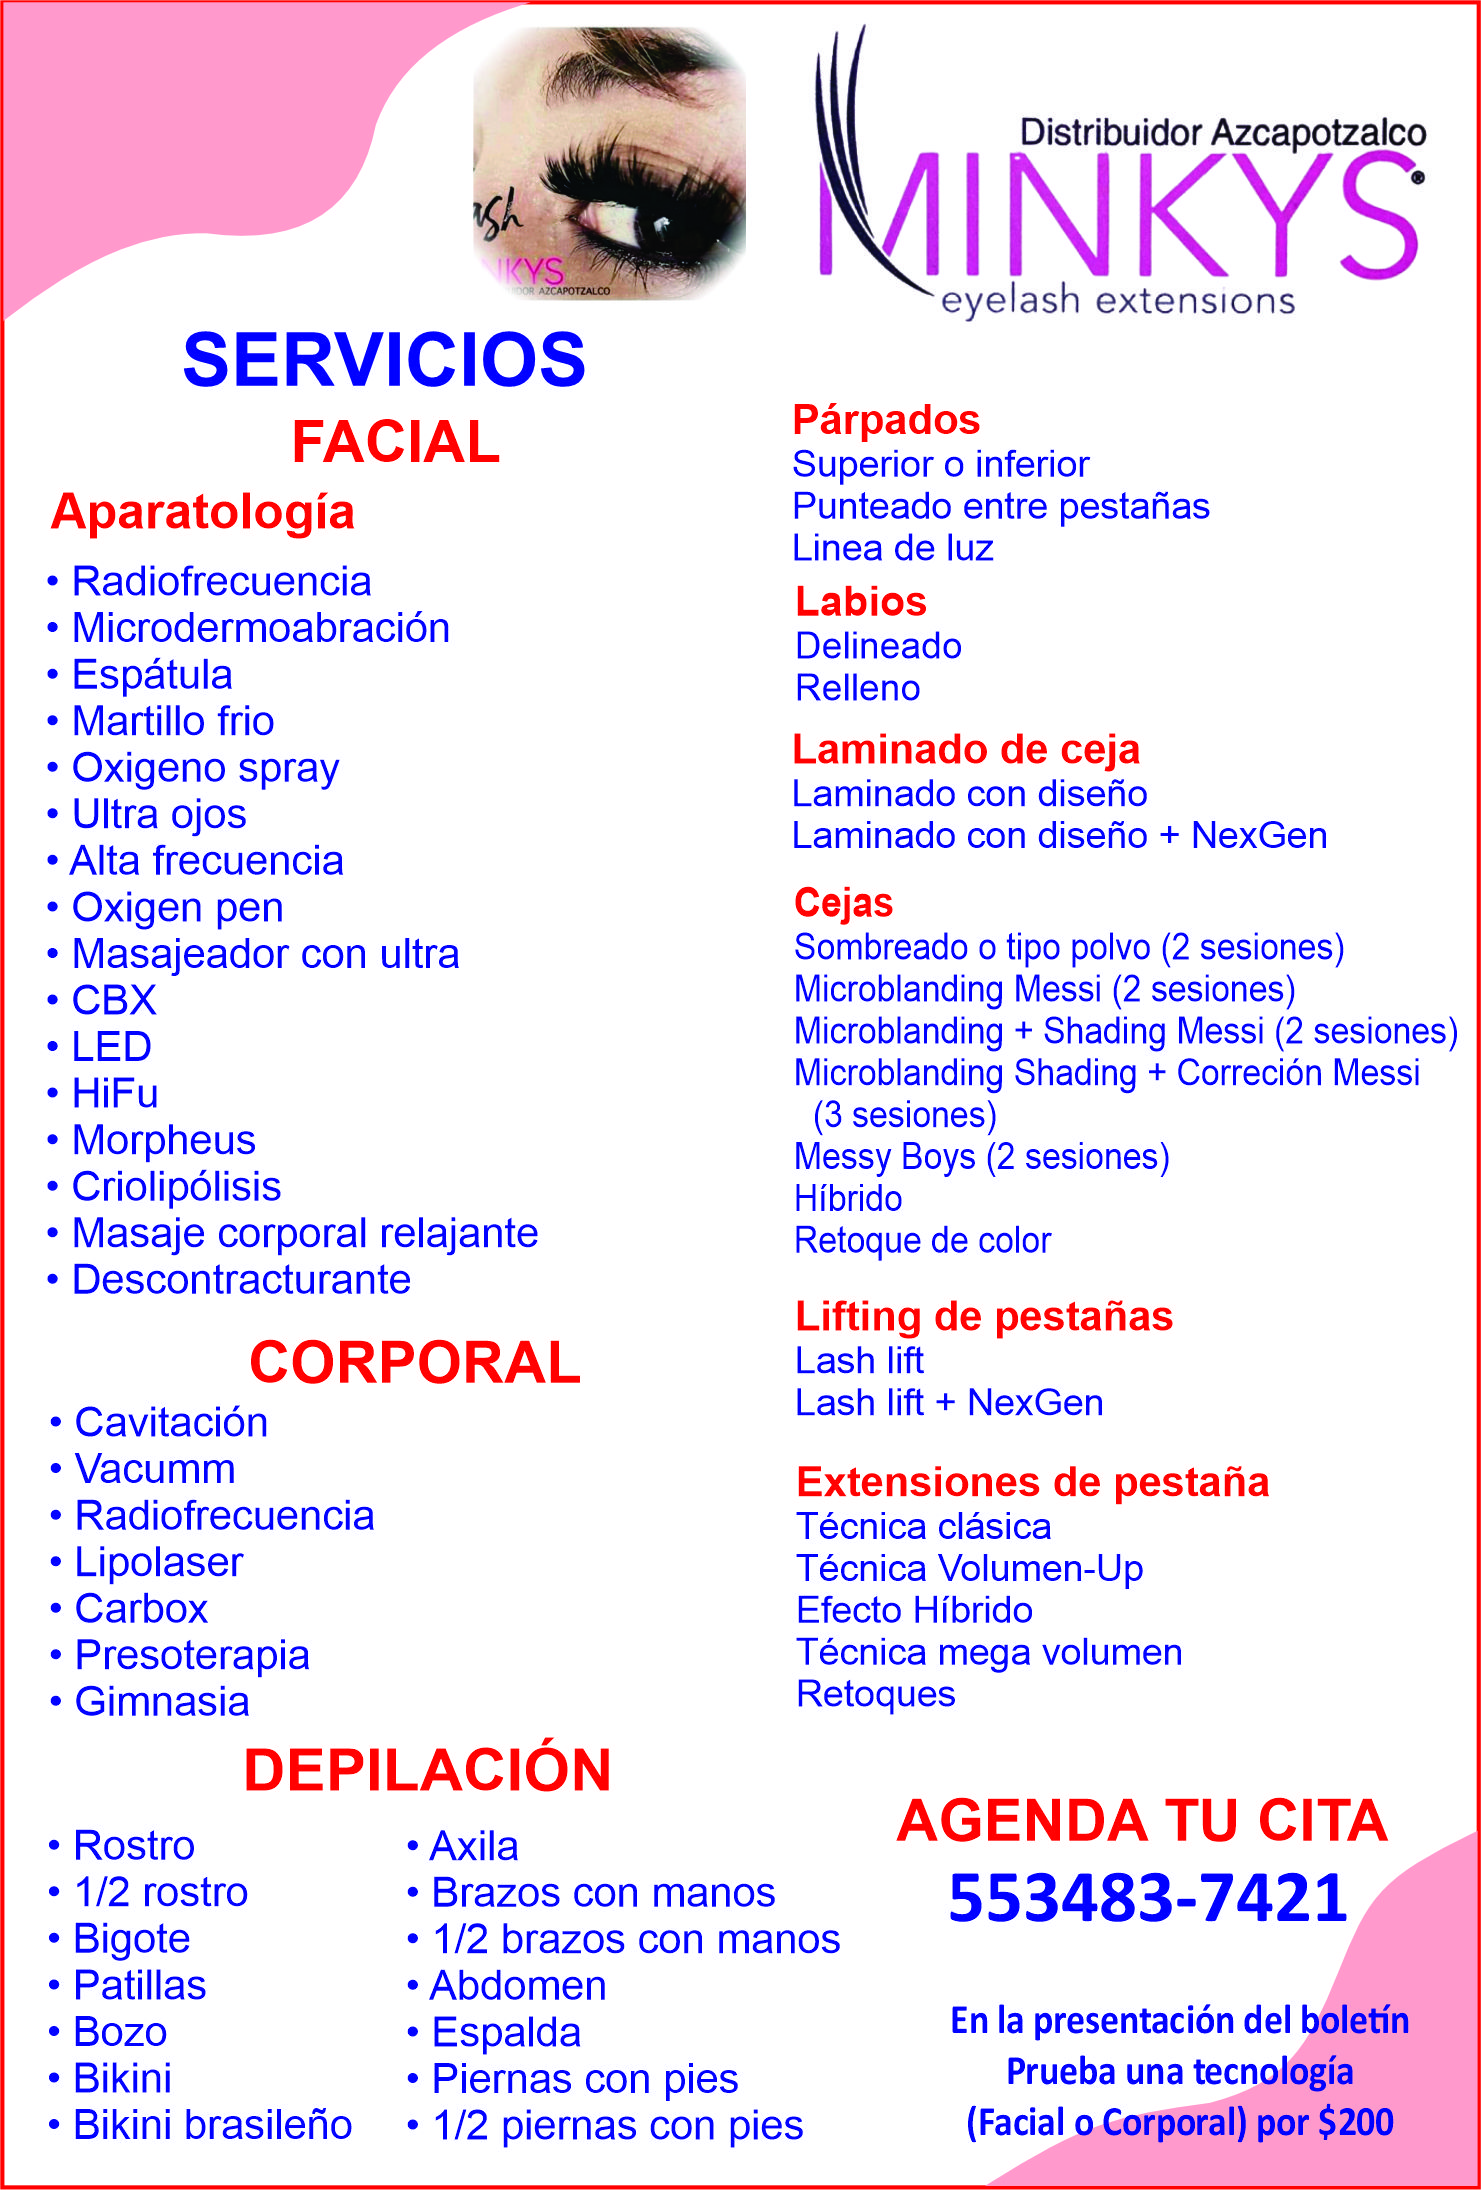 ash
NKYS
DOR AZCAPOTZALCO
Distribuidor Azcapotzalco
MINKYS®
eyelash extensions
SERVICIOS
FACIAL
Aparatología
• Radiofrecuencia
• Microdermoabración
• Espátula
• Martillo frio
• Oxigeno spray
• Ultra ojos
• Alta frecuencia
• Oxigen pen
• Masajeador con ultra
• CBX
• LED
• HiFu
• Morpheus
• Criolipólisis
• Masaje corporal relajante
• Descontracturante
CORPORAL
• Cavitación
• Vacumm
• Radiofrecuencia
• Lipolaser
• Carbox
• Presoterapia
• Gimnasia
DEPILACIÓN
• Rostro
• 1/2 rostro
• Bigote
• Patillas
• Bozo
• Bikini
• Bikini brasileño
• Axila
• Brazos con manos
• 1/2 brazos con manos
• Abdomen
• Espalda
• Piernas con pies
• 1/2 piernas con pies
Párpados
Superior o inferior
Punteado entre pestañas
Linea de luz
Labios
Delineado
Relleno
Laminado de ceja
Laminado con diseño
Laminado con diseño + NexGen
Cejas
Sombreado o tipo polvo (2 sesiones)
Microblanding Messi (2 sesiones)
Microblanding + Shading Messi (2 sesiones)
Microblanding Shading + Correción Messi
(3 sesiones)
Messy Boys (2 sesiones)
Híbrido
Retoque de color
Lifting de pestañas
Lash lift
Lash lift + NexGen
Extensiones de pestaña
Técnica clásica
Técnica Volumen-Up
Efecto Híbrido
Técnica mega volumen
Retoques
AGENDA TU CITA
553483-7421
En la presentación del boletín
Prueba una tecnología
(Facial o Corporal) por $200